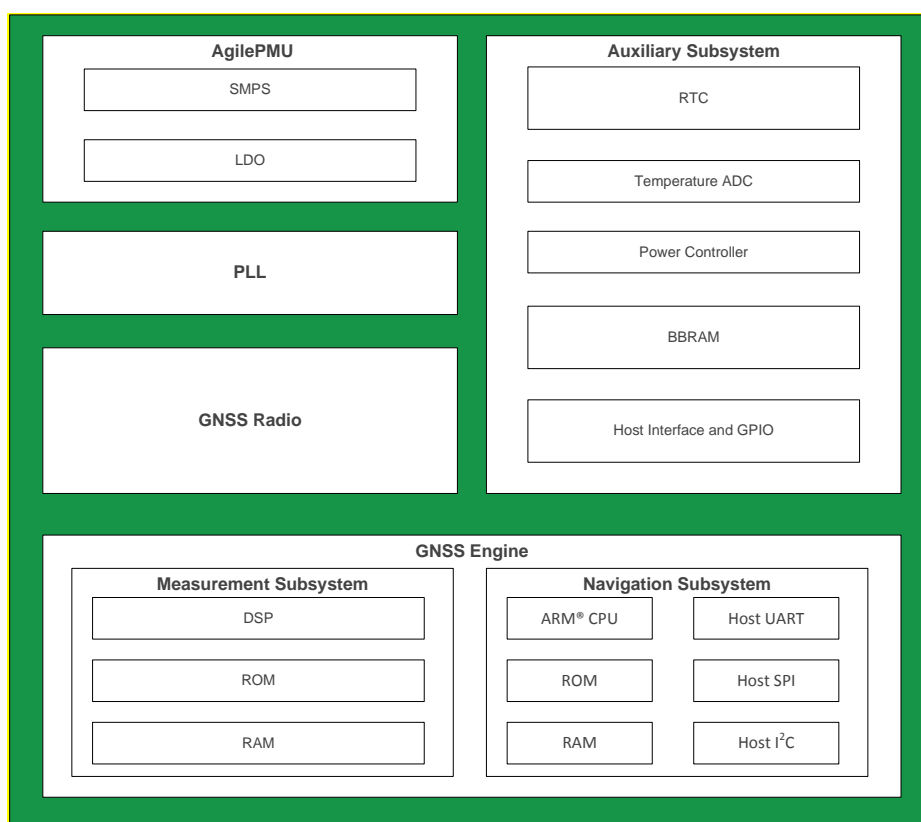 AgilePMU
SMPS
LDO
PLL
GNSS Radio
Auxiliary Subsystem
RTC
Temperature ADC
Power Controller
BBRAM
Host Interface and GPIO
GNSS Engine
Measurement Subsystem
DSP
ROM
RAM
Navigation Subsystem
ARM® CPU
Host UART
ROM
Host SPI
RAM
Host I²C